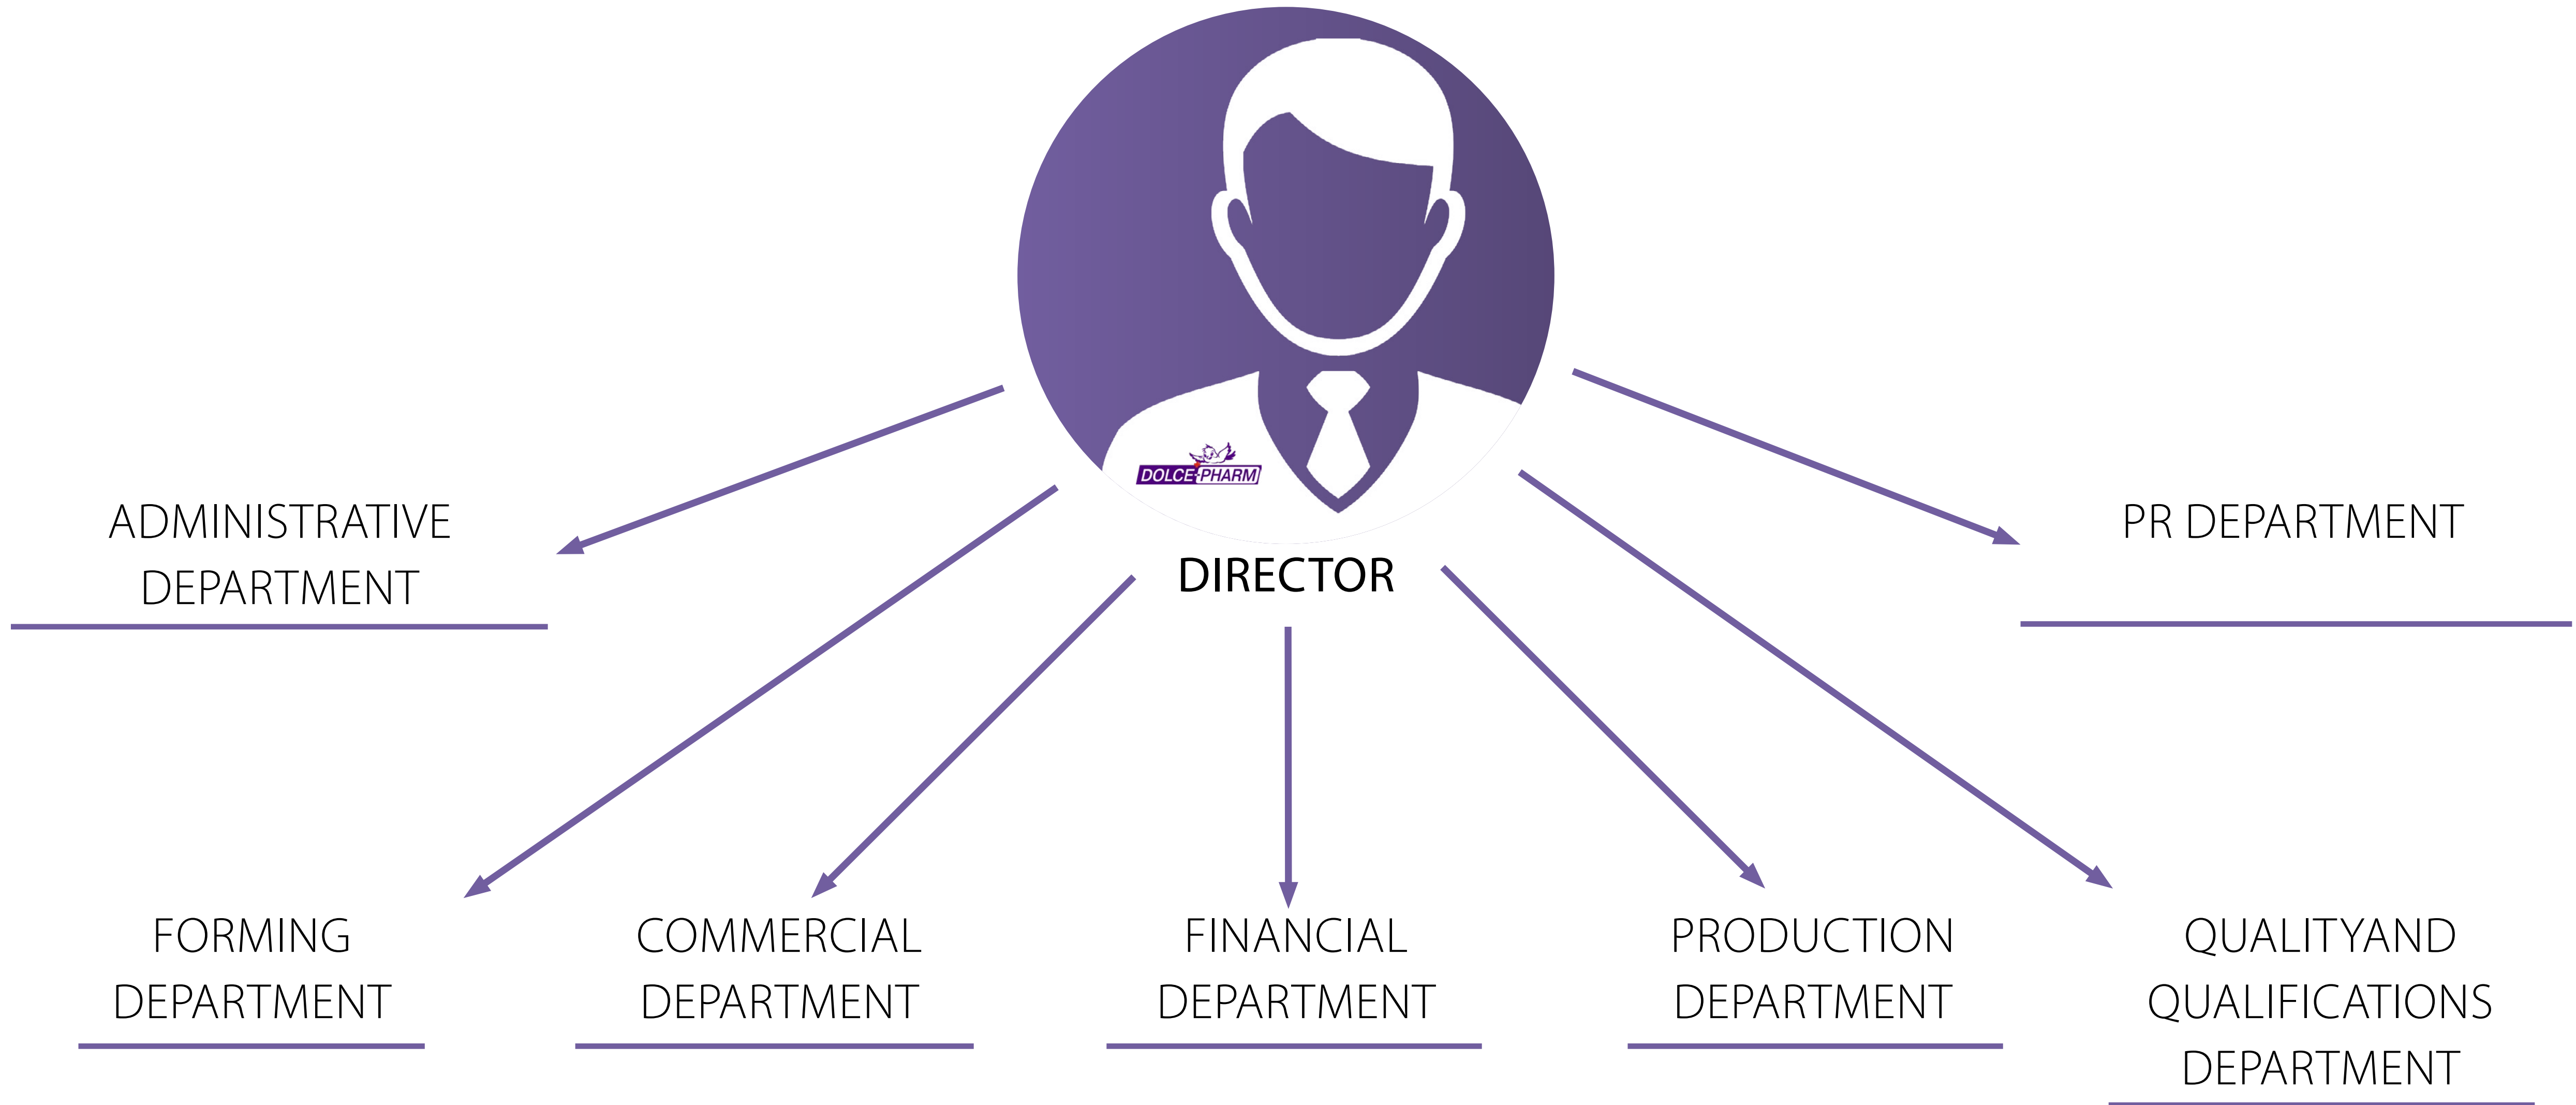 DOLCE-PHARM
ADMINISTRATIVE
DEPARTMENT
DIRECTOR
PR DEPARTMENT
FORMING
DEPARTMENT
COMMERCIAL
DEPARTMENT
FINANCIAL
DEPARTMENT
PRODUCTION
DEPARTMENT
QUALITYAND
QUALIFICATIONS
DEPARTMENT